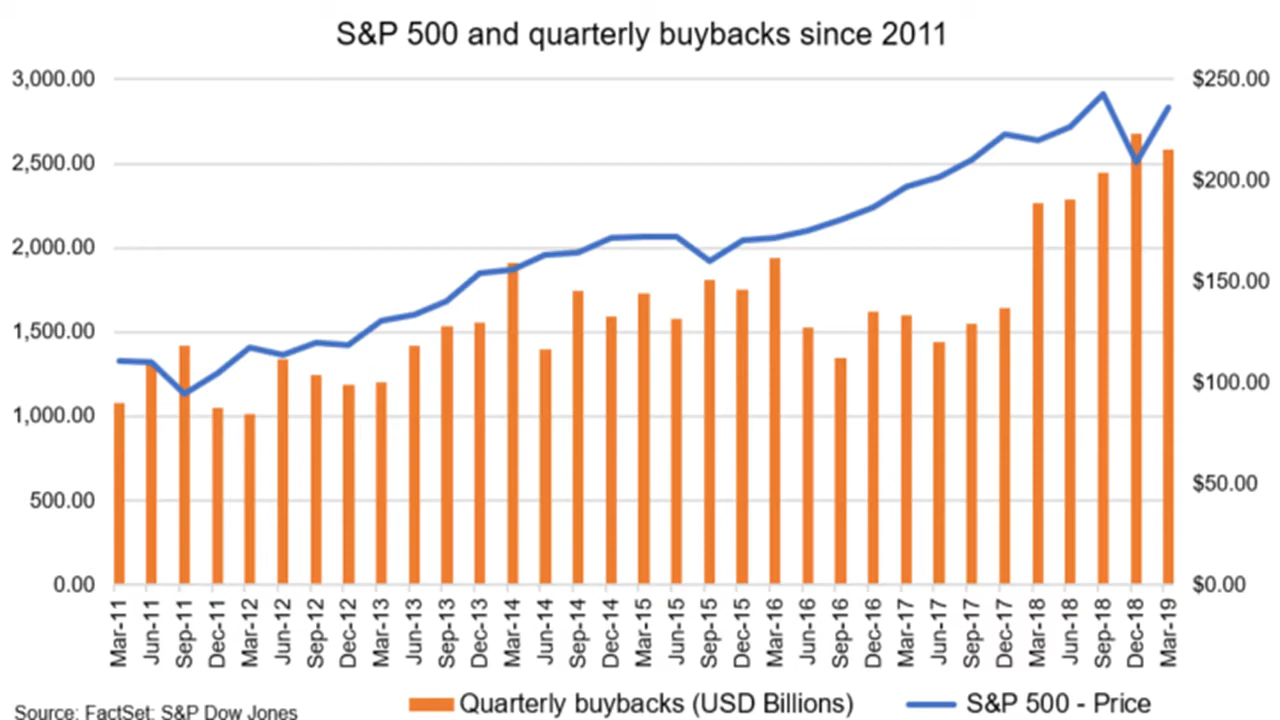 S&P 500 and quarterly buybacks since 2011
3,000.00
2,500.00
2,000.00
1,500.00
1,000.00
500.00
0.00
$250.00
$200.00
$150.00
$100.00
$50.00
$0.00
Mar-11
Jun-11
Sep-11
Dec-11
Mar-12
Jun-12
Sep-12
Dec-12
Mar-13
Jun-13
Sep-13
Dec-13
Mar-14
Jun-14
Sep-14
Dec-14
Mar-15
Jun-15
Sep-15
Dec-15
Mar-16
Jun-16
Sep-16
Dec-16
Mar-17
Jun-17
Sep-17
Dec-17
Mar-18
Jun-18
Sep-18
Dec-18
Mar-19
Quarterly buybacks (USD Billions)
S&P 500 - Price
Source: FactSet; S&P Dow Jones